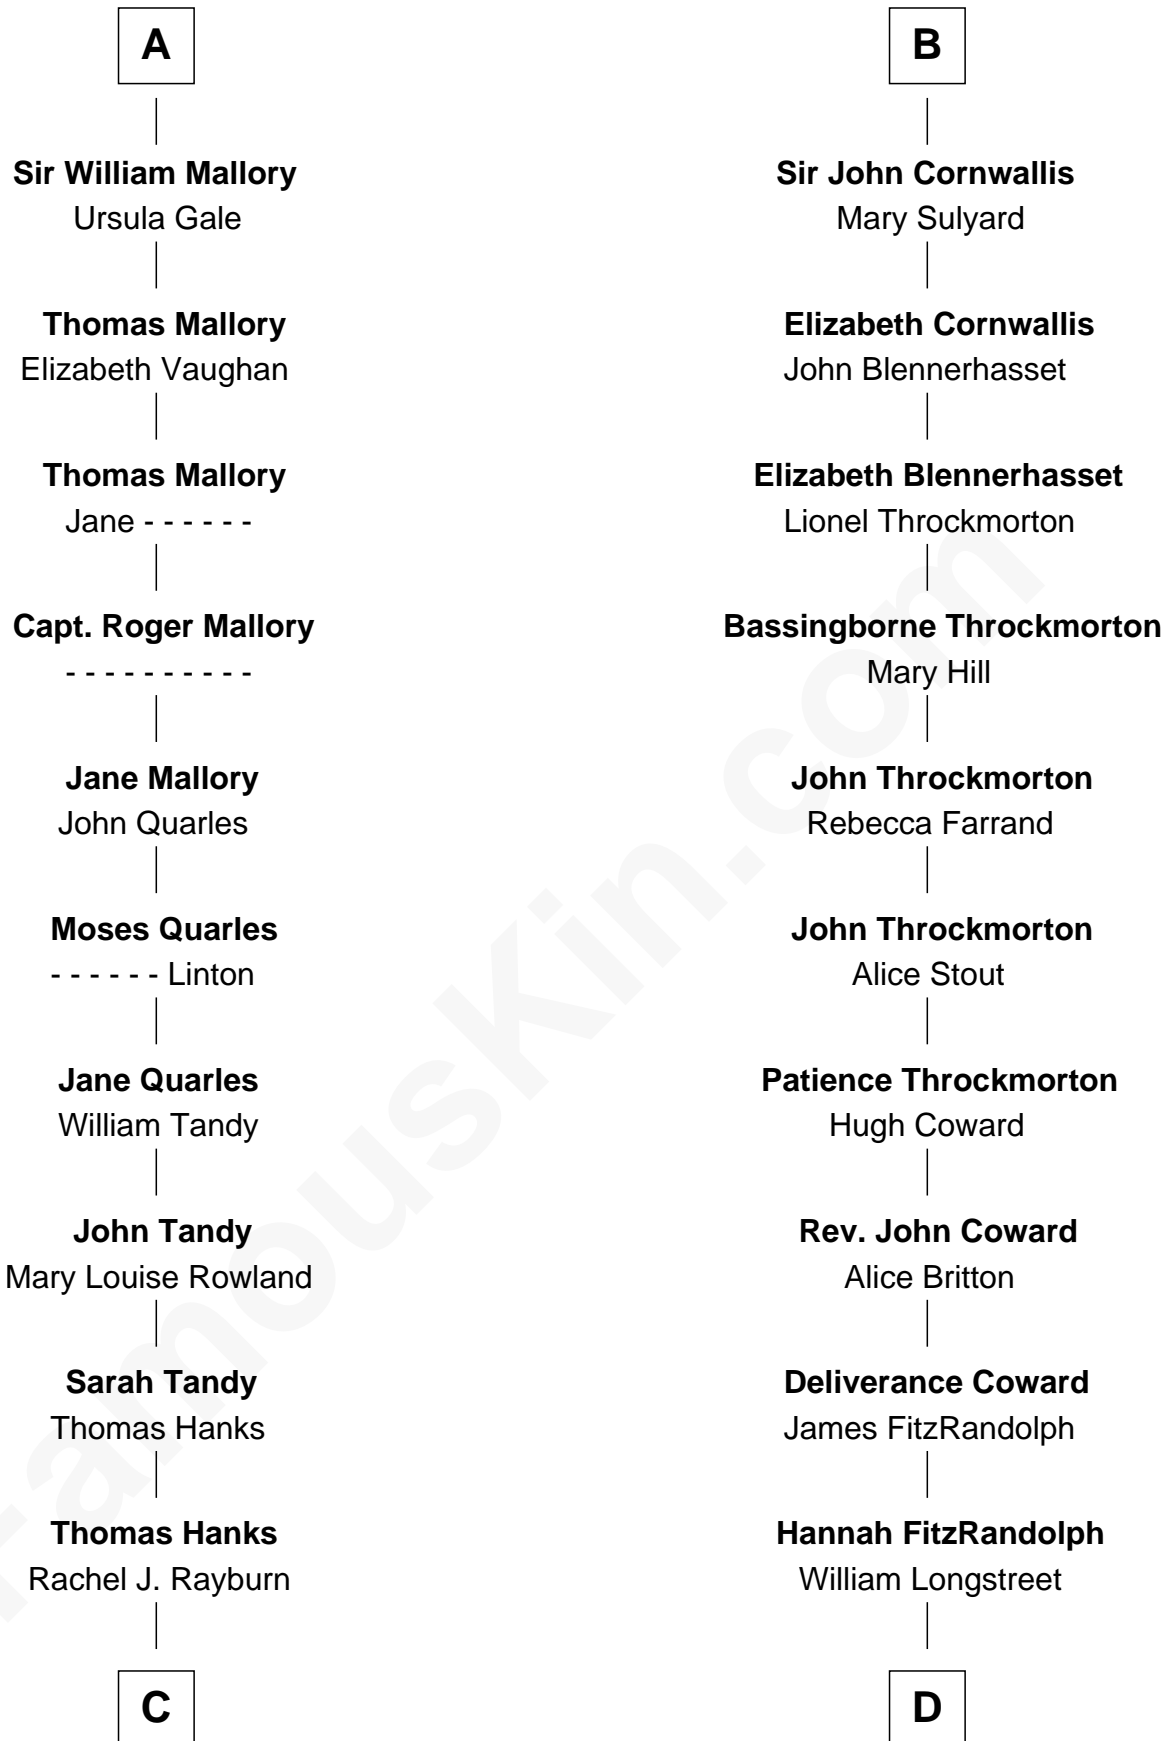 A
Sir William Mallory
Ursula Gale
Thomas Mallory
Elizabeth Vaughan
Thomas Mallory
Jane - - - - - -
Capt. Roger Mallory
- - - - - - - - - -
Jane Mallory
John Quarles
Moses Quarles
- - - - - - Linton
Jane Quarles
William Tandy
John Tandy
Mary Louise Rowland
Sarah Tandy
Thomas Hanks
Thomas Hanks
Rachel J. Rayburn
C
B
Sir John Cornwallis
Mary Sulyard
Elizabeth Cornwallis
John Blennerhasset
Elizabeth Blennerhasset
Lionel Throckmorton
Bassingborne Throckmorton
Mary Hill
John Throckmorton
Rebecca Farrand
John Throckmorton
Alice Stout
Patience Throckmorton
Hugh Coward
Rev. John Coward
Alice Britton
Deliverance Coward
James FitzRandolph
Hannah FitzRandolph
William Longstreet
D
FamousKin.com